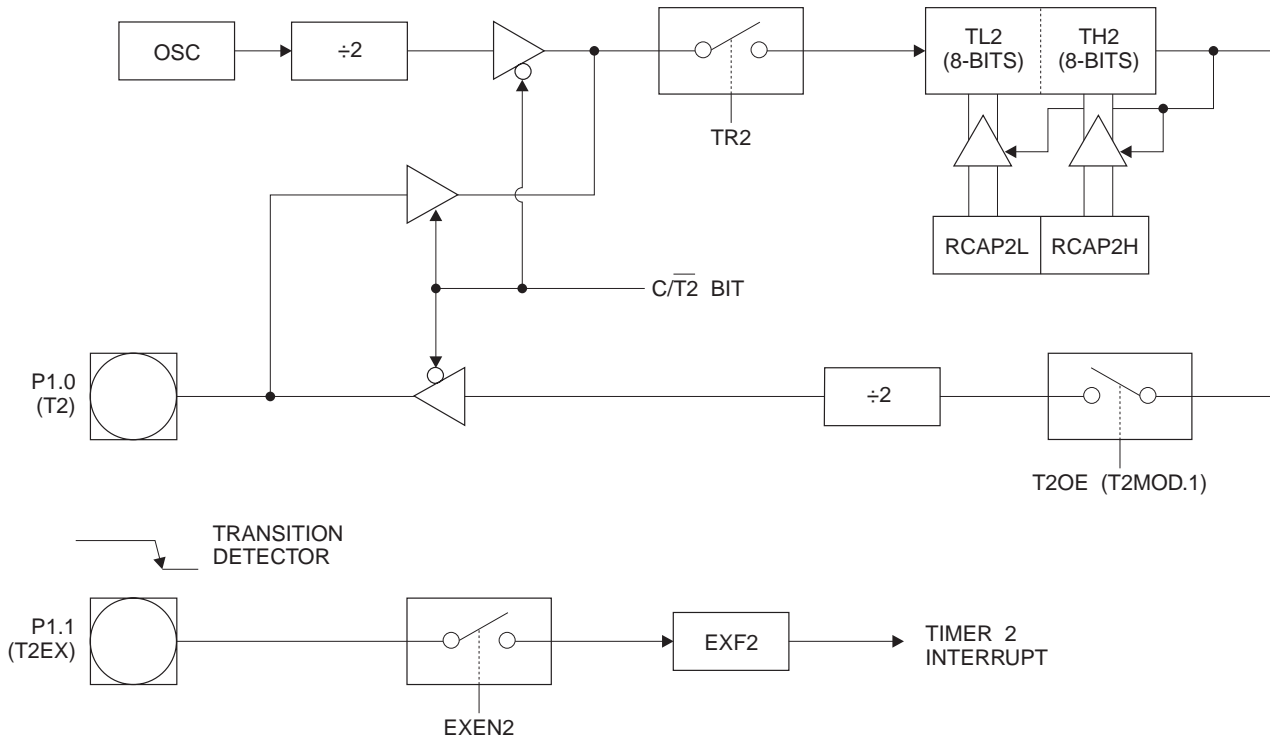 OSC
÷2
TR2
TL2
(8-BITS)
TH2
(8-BITS)
RCAP2L
RCAP2H
C/T2̅ BIT
P1.0
(T2)
÷2
T2OE (T2MOD.1)
TRANSITION
DETECTOR
P1.1
(T2EX)
EXEN2
EXF2
TIMER 2
INTERRUPT